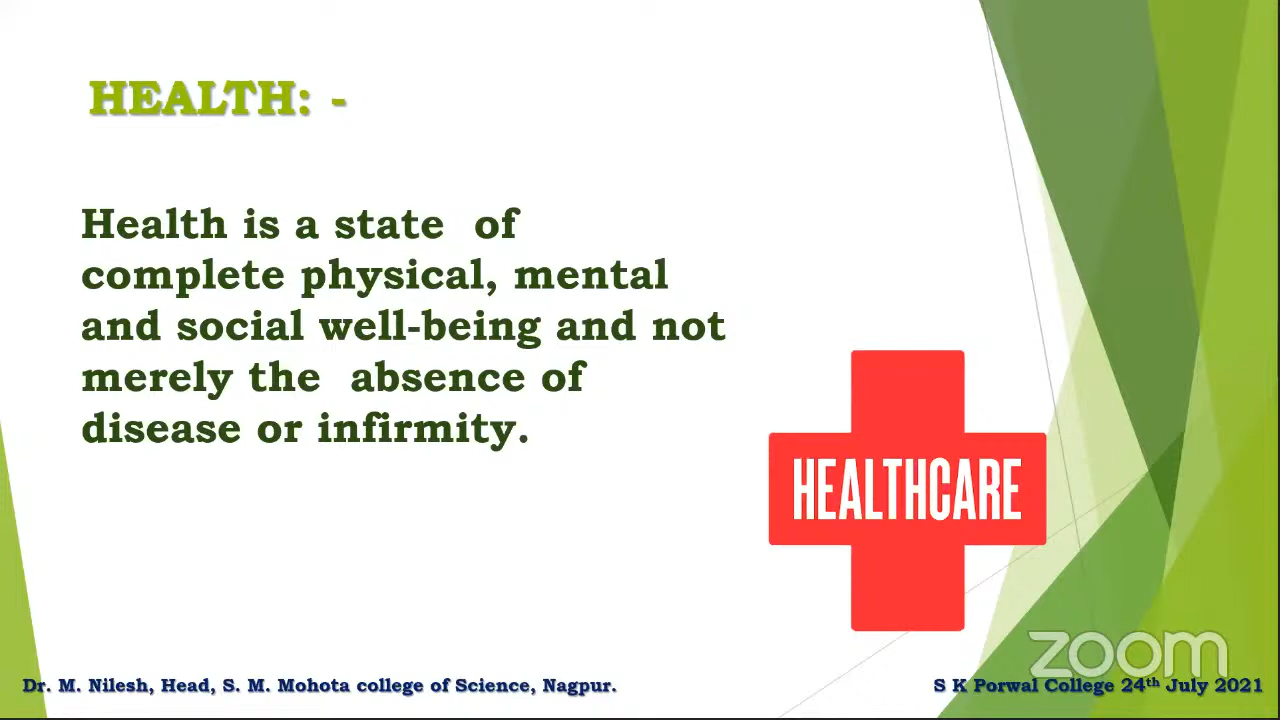 HEALTH: -
Health is a state of
complete physical, mental
and social well-being and not
merely the absence of
disease or infirmity.
HEALTHCARE
zoom
Dr. M. Nilesh, Head, S. M. Mohota college of Science, Nagpur.
S K Porwal College 24th July 2021